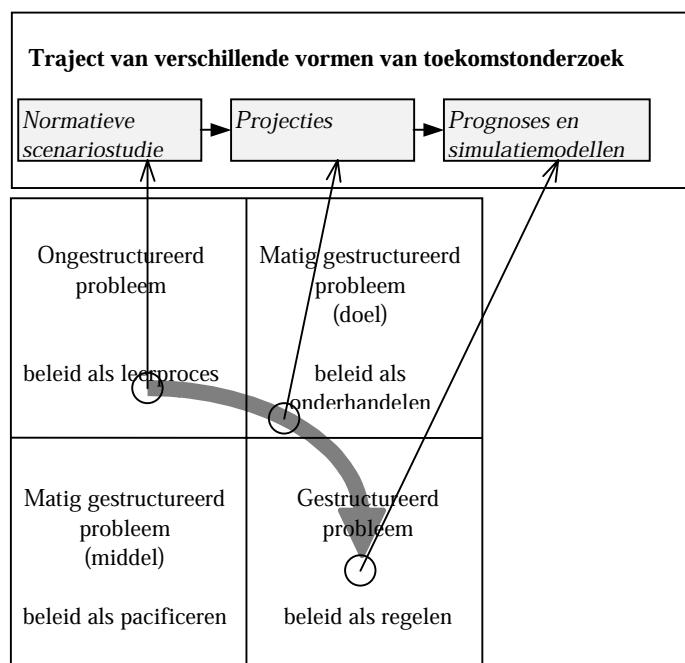 Traject van verschillende vormen van toekomstonderzoek
Normatieve
scenariostudie
Projecties
Prognoses en
simulatiemodellen
Ongestructureerd
probleem
beleid als leerproces
Matig gestructureerd
probleem
(doel)
beleid als
onderhandelen
Matig gestructureerd
probleem
(middel)
beleid als pacificeren
Gestructureerd
probleem
beleid als regelen